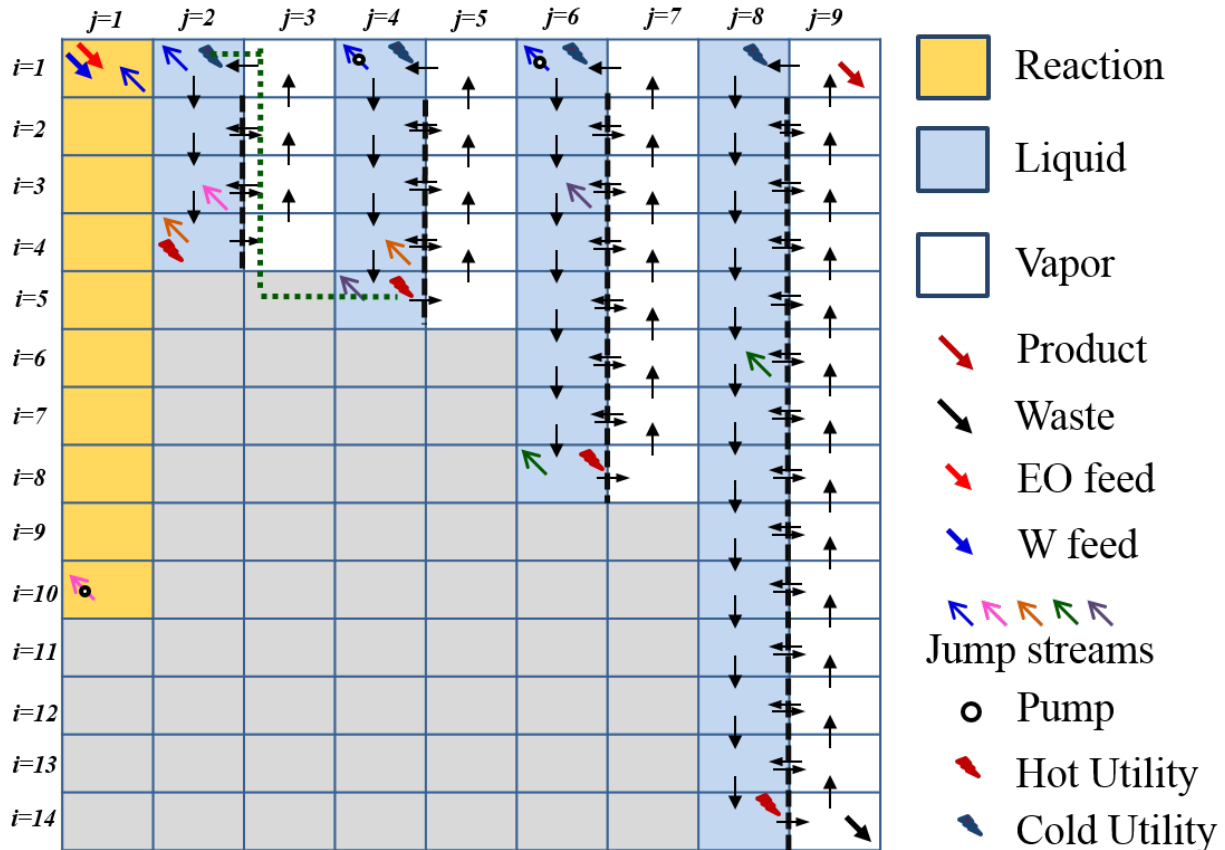 j=1 j=2 j=3 j=4 j=5 j=6 j=7 j=8 j=9
i=1
i=2
i=3
i=4
i=5
i=6
i=7
i=8
i=9
i=10
i=11
i=12
i=13
i=14
Reaction
Liquid
Vapor
Product
Waste
EO feed
W feed
Jump streams
Pump
Hot Utility
Cold Utility